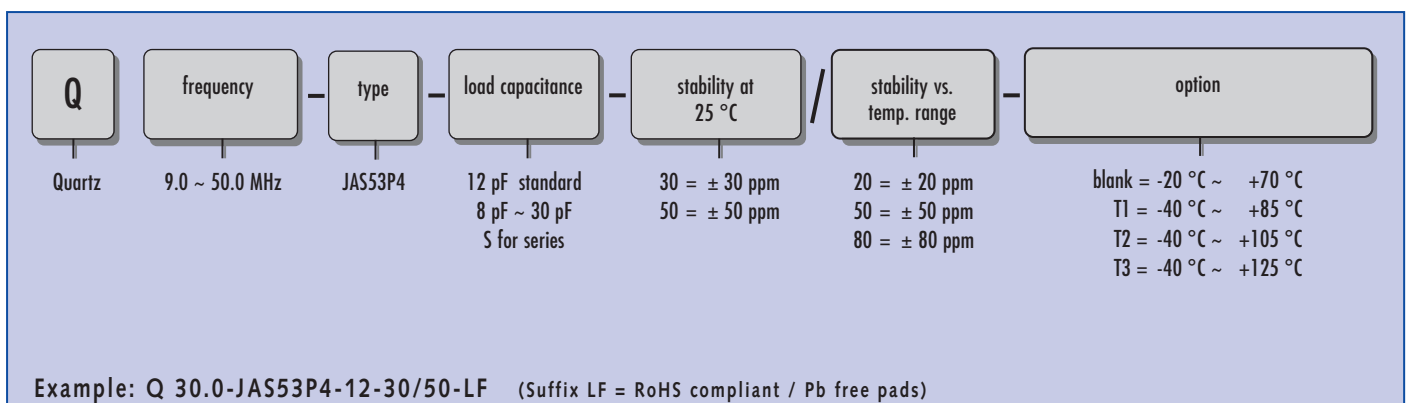 Q frequency – type – load capacitance – stability at 25 °C / stability vs. temp. range – option
Quartz
9.0 ~ 50.0 MHz
JAS53P4
12 pF standard
8 pF ~ 30 pF
S for series
30 = ± 30 ppm
50 = ± 50 ppm
20 = ± 20 ppm
50 = ± 50 ppm
80 = ± 80 ppm
blank = -20 °C ~ +70 °C
T1 = -40 °C ~ +85 °C
T2 = -40 °C ~ +105 °C
T3 = -40 °C ~ +125 °C
Example: Q 30.0-JAS53P4-12-30/50-LF (Suffix LF = RoHS compliant / Pb free pads)